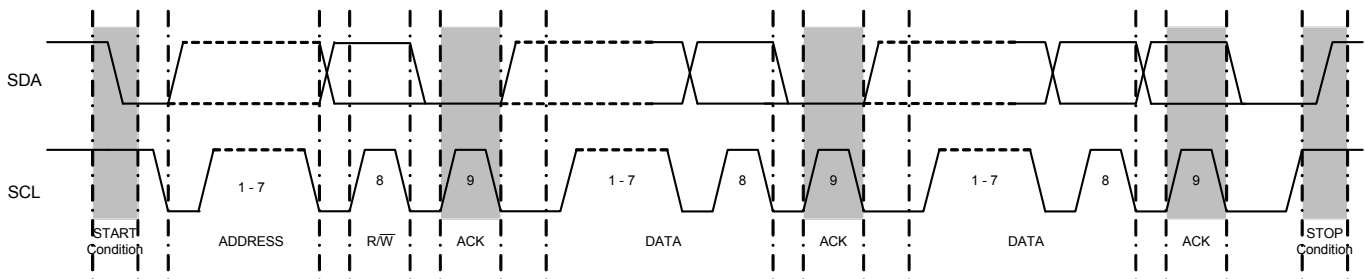 SDA
SCL
1 - 7
8
9
1 - 7
8
9
1 - 7
8
9
START
Condition
ADDRESS
R/W̅
ACK
DATA
ACK
DATA
ACK
STOP
Condition